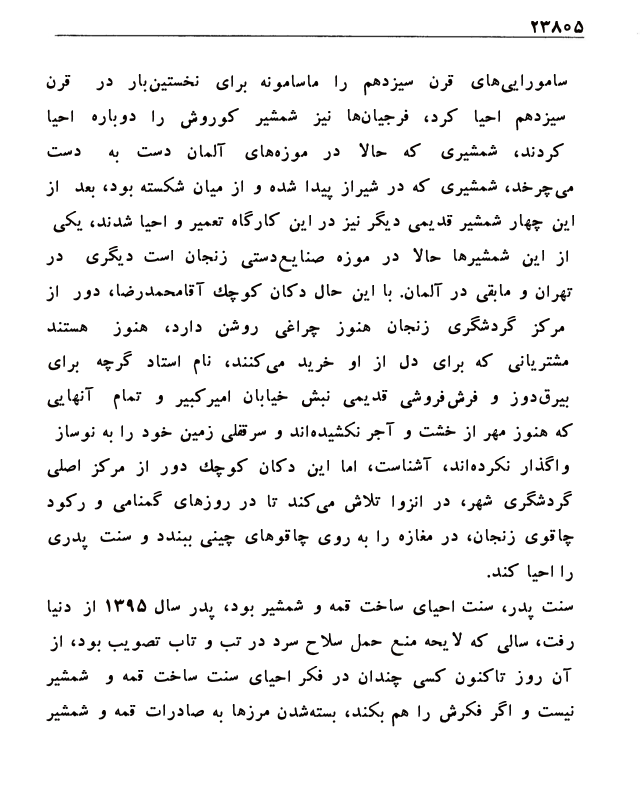 ۲۳۸۰۵
سامورایی‌های قرن سیزدهم را ماسامونه برای نخستین‌بار در قرن
سیزدهم احیا کرد، فرجیان‌ها نیز شمشیر کوروش را دوباره احیا
کردند، شمشیری که حالا در موزه‌های آلمان دست به دست
می‌چرخد، شمشیری که در شیراز پیدا شده و از میان شکسته بود، بعد از
این چهار شمشیر قدیمی دیگر نیز در این کارگاه تعمیر و احیا شدند، یکی
از این شمشیرها حالا در موزه صنایع‌دستی زنجان است دیگری در
تهران و مابقی در آلمان. با این حال دکان کوچك آقامحمدرضا، دور از
مرکز گردشگری زنجان هنوز چراغی روشن دارد، هنوز هستند
مشتریانی که برای دل از او خرید می‌کنند، نام استاد گرچه برای
بیرق‌دوز و فرش‌فروشی قدیمی نبش خیابان امیرکبیر و تمام آنهایی
که هنوز مهر از خشت و آجر نکشیده‌اند و سرقفلی زمین خود را به نوساز
واگذار نکرده‌اند، آشناست، اما این دکان کوچك دور از مرکز اصلی
گردشگری شهر، در انزوا تلاش می‌کند تا در روزهای گمنامی و رکود
چاقوی زنجان، در مغازه را به روی چاقوهای چینی ببندد و سنت پدری
را احیا کند.
سنت پدر، سنت احیای ساخت قمه و شمشیر بود، پدر سال ۱۳۹۵ از دنیا
رفت، سالی که لایحه منع حمل سلاح سرد در تب و تاب تصویب بود، از
آن روز تاکنون کسی چندان در فکر احیای سنت ساخت قمه و شمشیر
نیست و اگر فکرش را هم بکند، بسته‌شدن مرزها به صادرات قمه و شمشیر